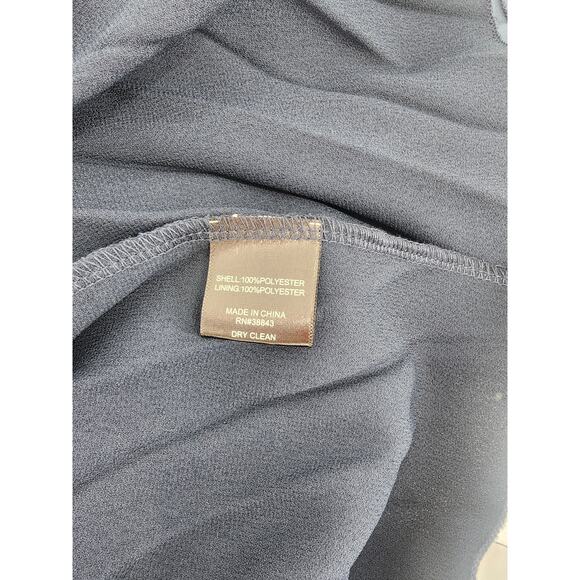 SHELL:100%POLYESTER
LINING:100%POLYESTER
MADE IN CHINA
RN#38843
DRY CLEAN